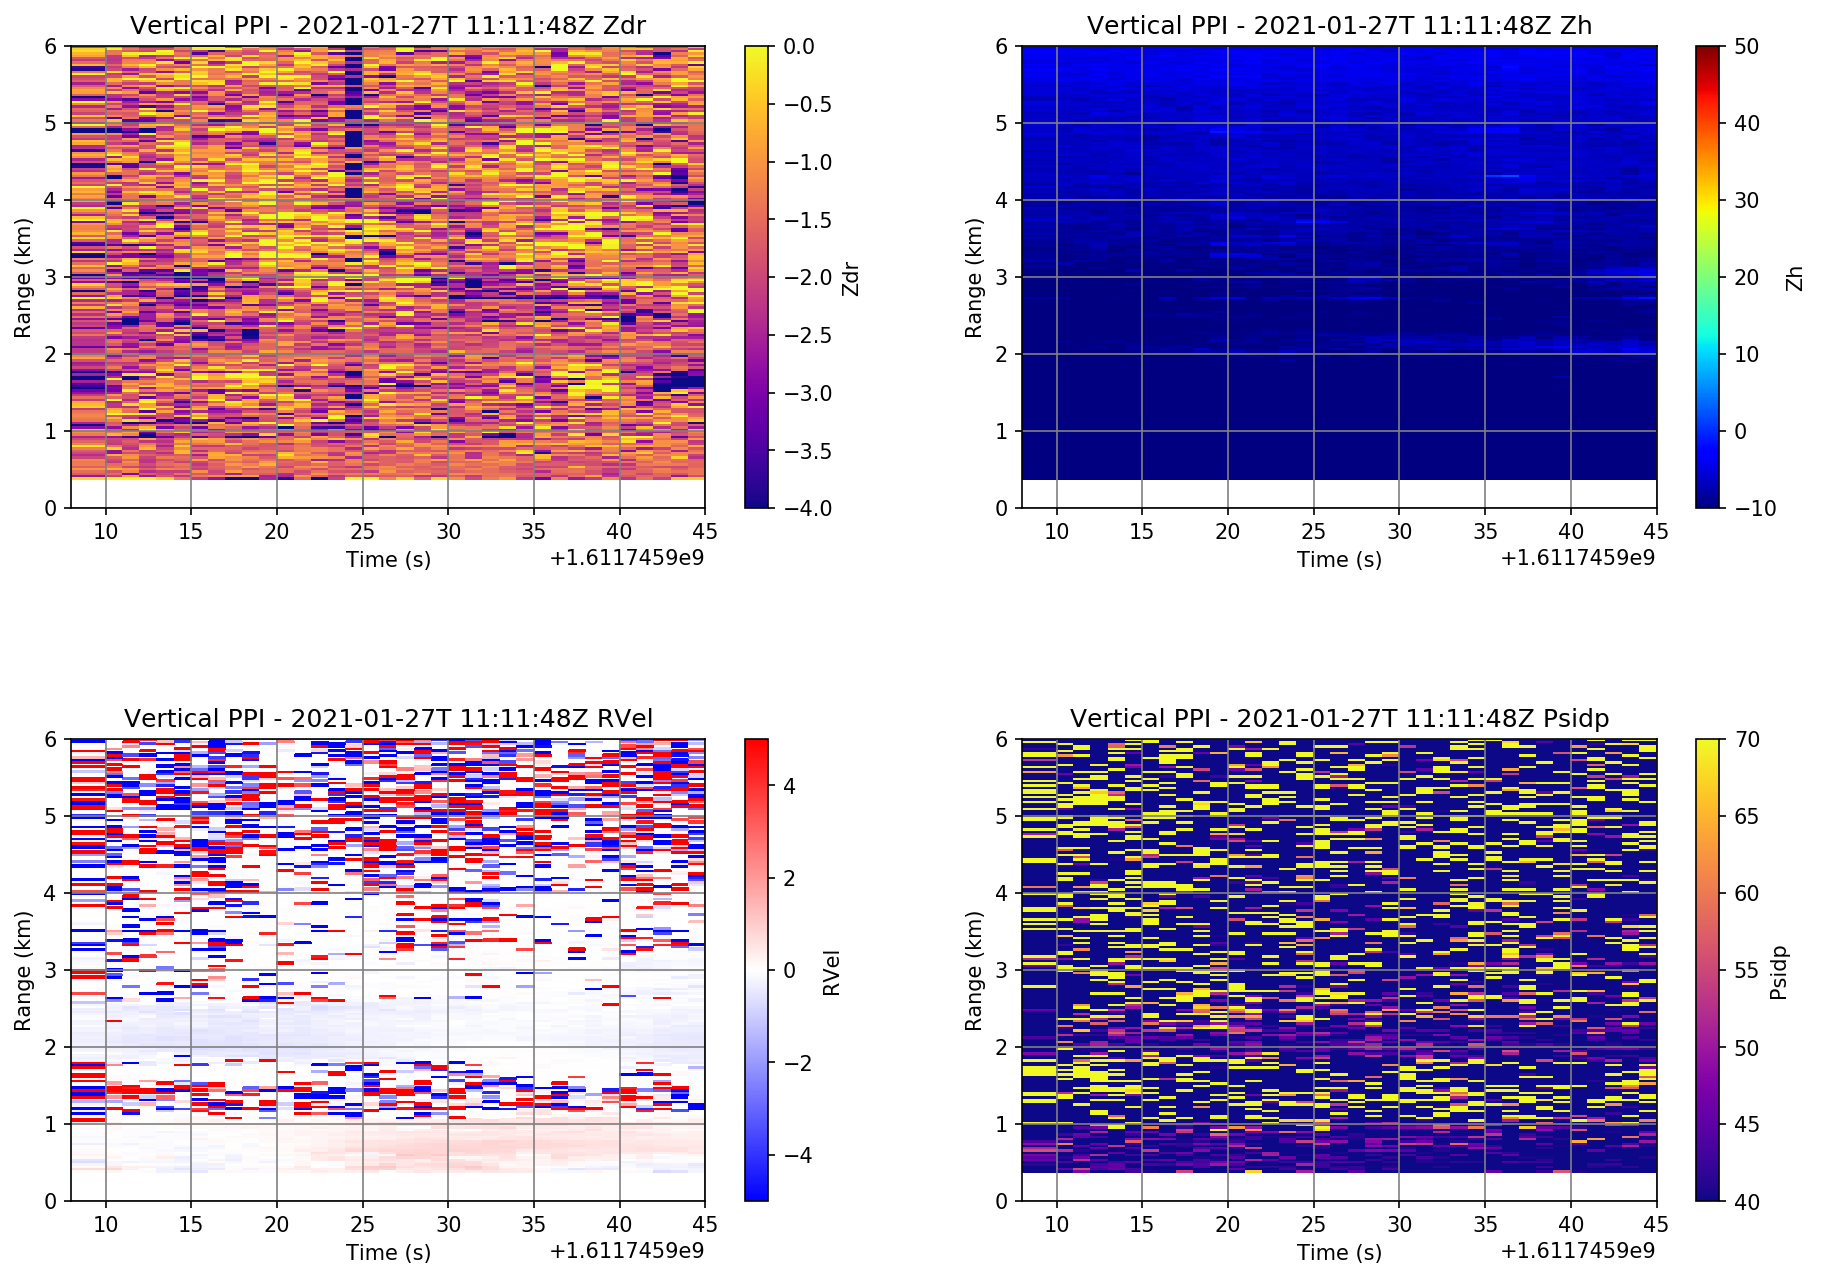 Vertical PPI - 2021-01-27T 11:11:48Z Zdr
6
5
4
3
2
1
0
Range (km)
10 15 20 25 30 35 40 45
Time (s)
+1.6117459e9
0.0
−0.5
−1.0
−1.5
−2.0
−2.5
−3.0
−3.5
−4.0
Zdr
Vertical PPI - 2021-01-27T 11:11:48Z Zh
6
5
4
3
2
1
0
Range (km)
10 15 20 25 30 35 40 45
Time (s)
+1.6117459e9
50
40
30
20
10
0
−10
Zh
Vertical PPI - 2021-01-27T 11:11:48Z RVel
6
5
4
3
2
1
0
Range (km)
10 15 20 25 30 35 40 45
Time (s)
+1.6117459e9
4
2
0
−2
−4
RVel
Vertical PPI - 2021-01-27T 11:11:48Z Psidp
6
5
4
3
2
1
0
Range (km)
10 15 20 25 30 35 40 45
Time (s)
+1.6117459e9
70
65
60
55
50
45
40
Psidp